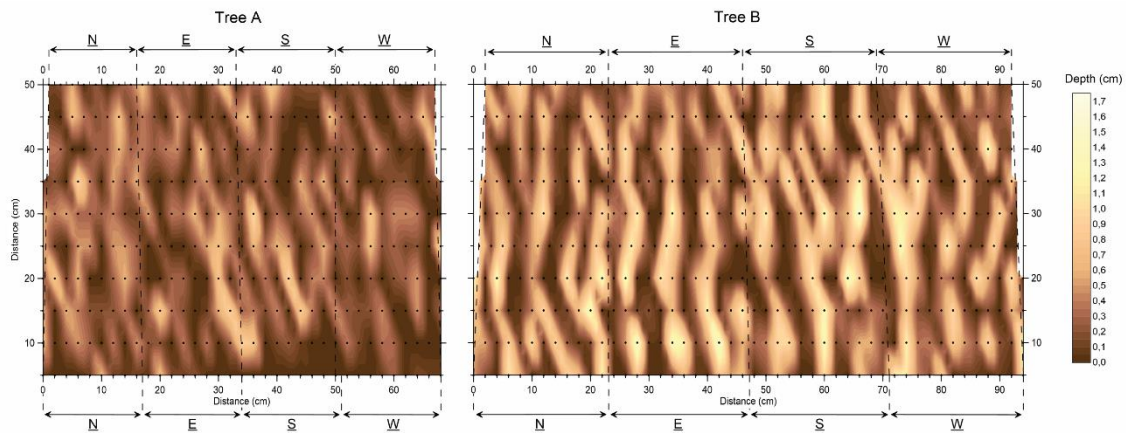 Tree A
N E S W
0 10 20 30 40 50 60
50
40
30
20
10
Distance (cm)
0 10 20 30 40 50 60
Distance (cm)
N E S W
Tree B
N E S W
0 10 20 30 40 50 60 70 80 90
50
40
30
20
10
0 10 20 30 40 50 60 70 80 90
Distance (cm)
N E S W
Depth (cm)
1,7
1,6
1,5
1,4
1,3
1,2
1,1
1,0
0,9
0,8
0,7
0,6
0,5
0,4
0,3
0,2
0,1
0,0